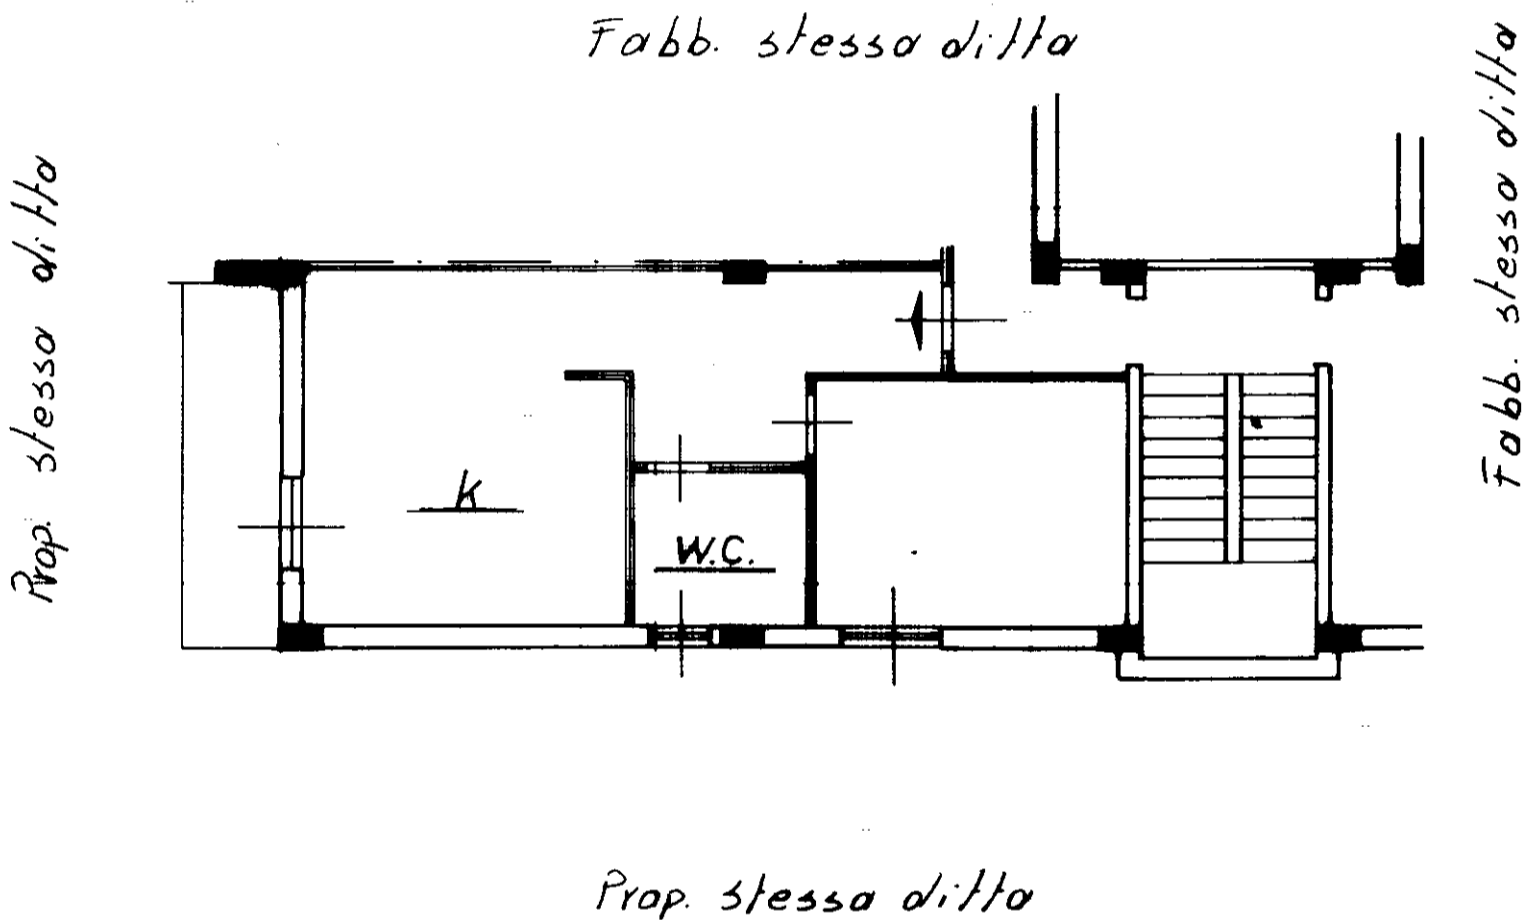 Fabb. stessa ditta
Prop. stessa ditta
Fabb. stessa ditta
K
W.C.
Prop. stessa ditta